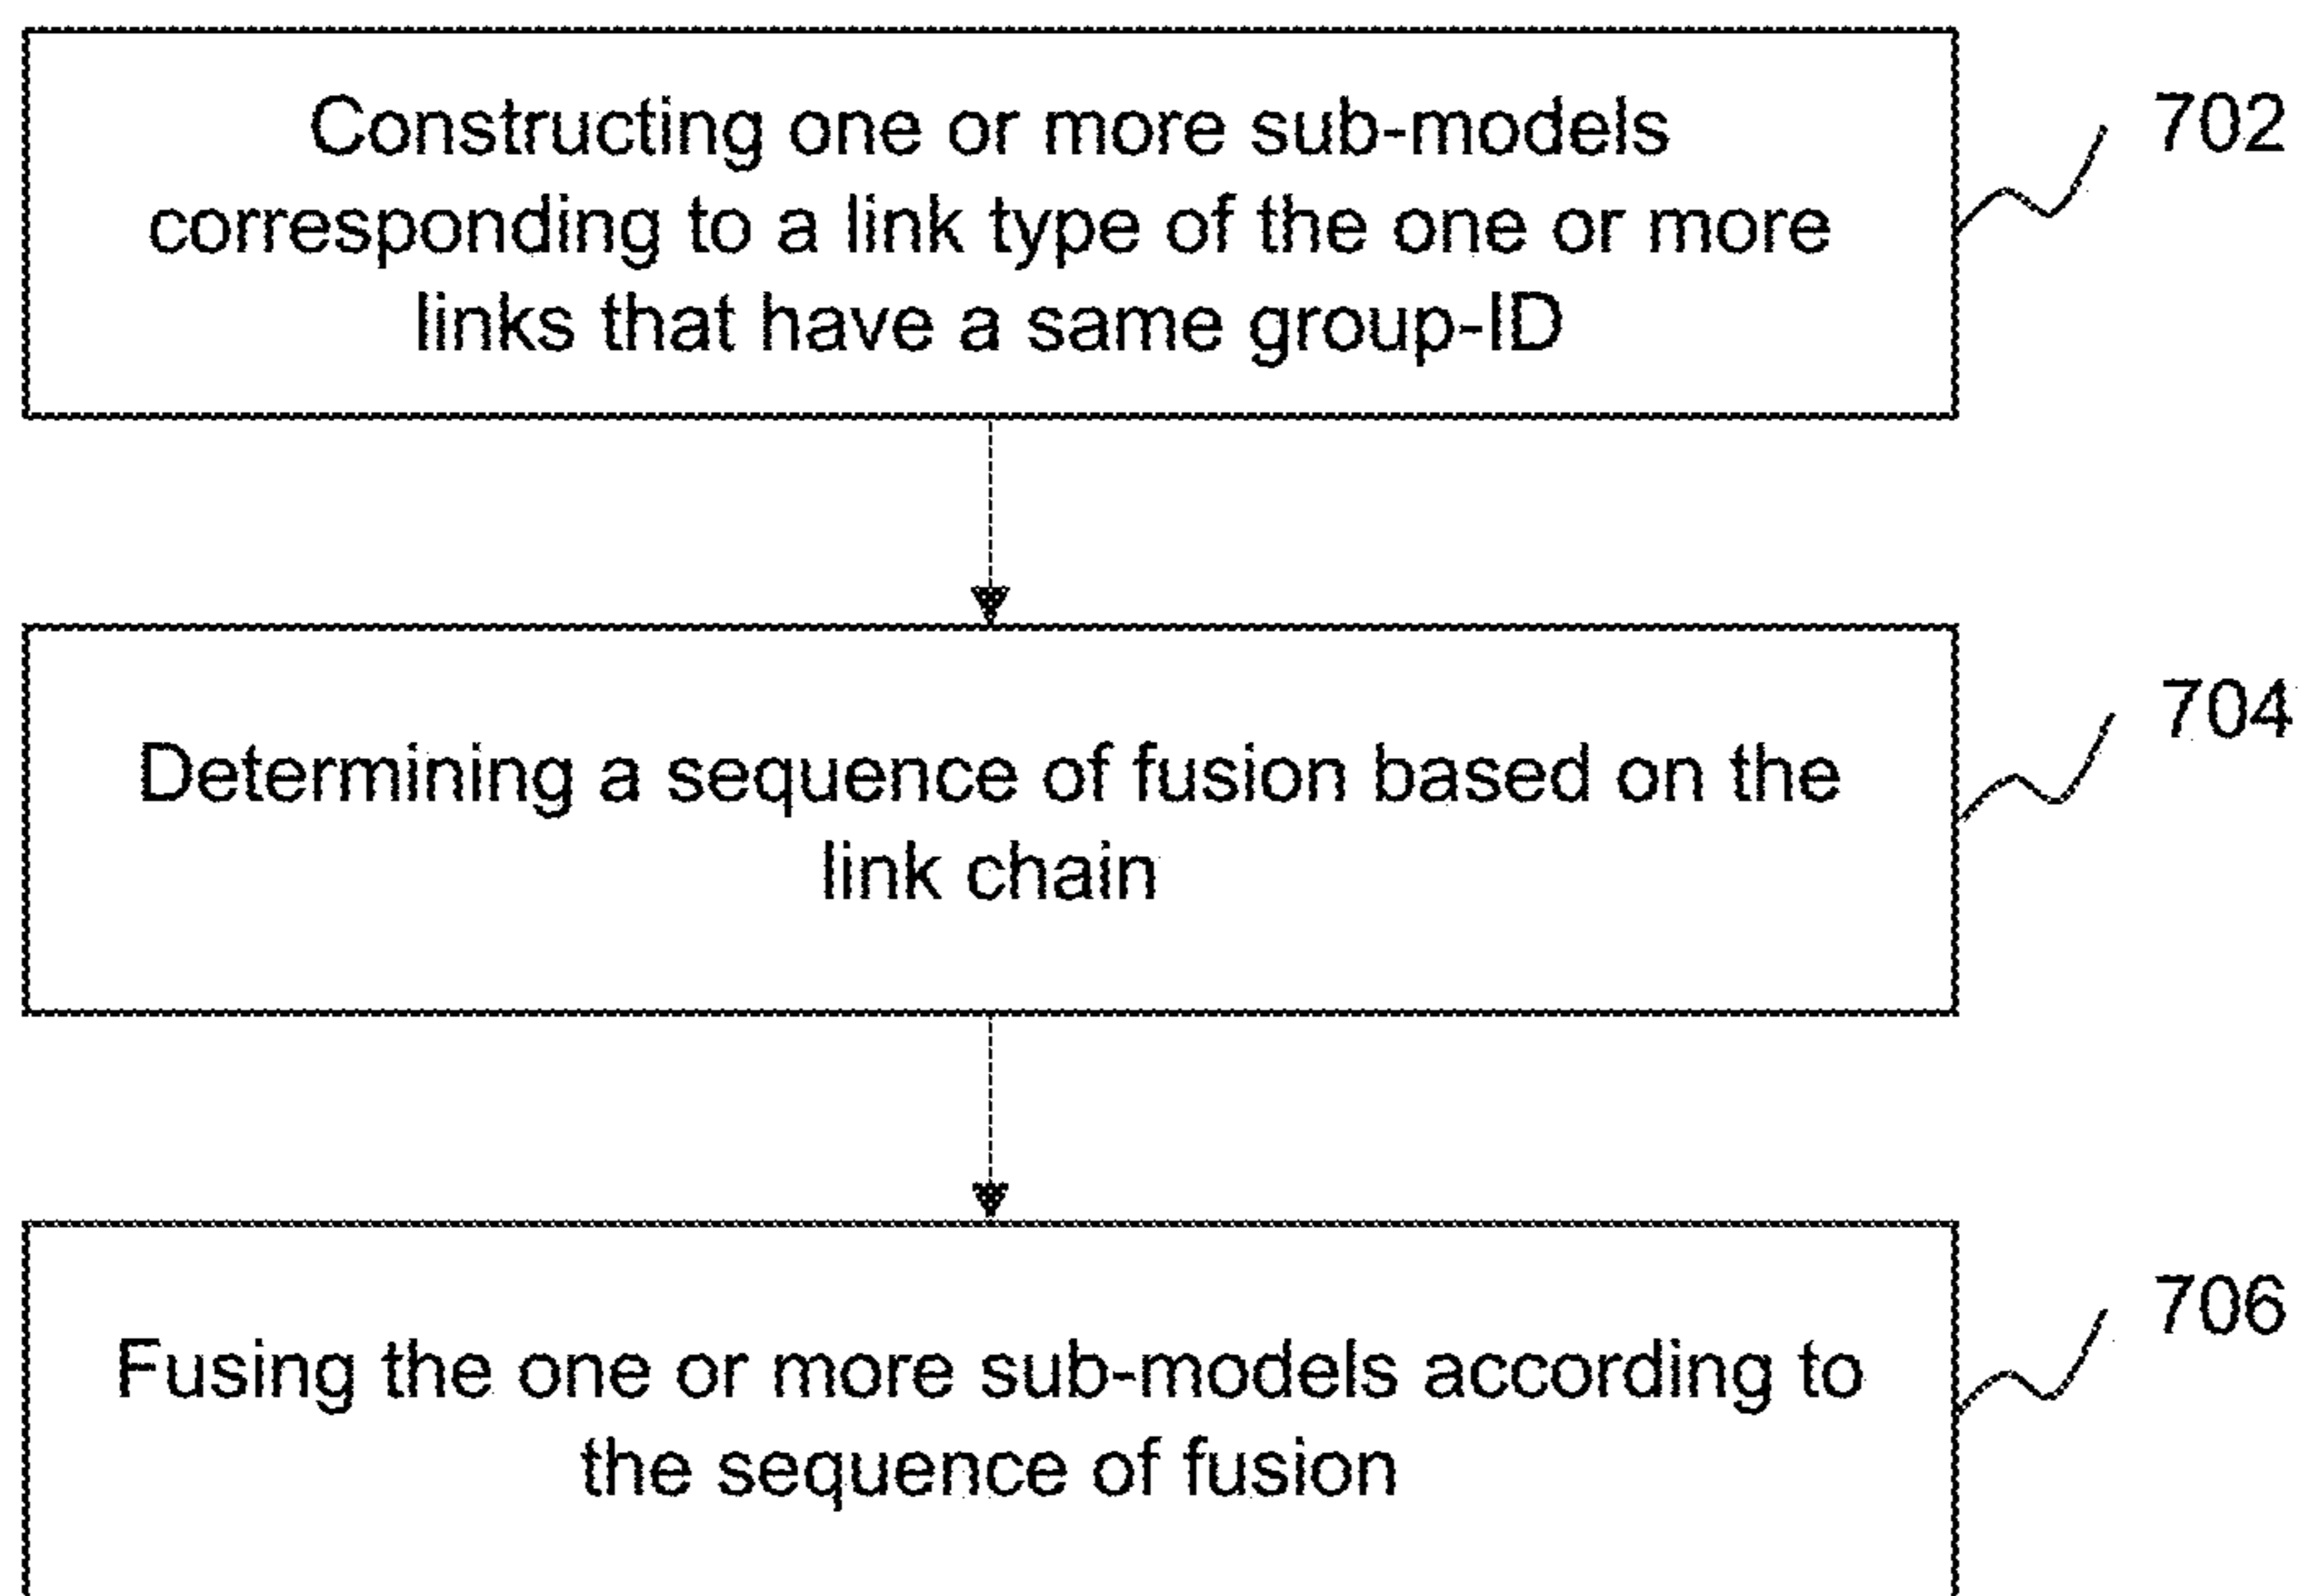 Constructing one or more sub-models
corresponding to a link type of the one or more
links that have a same group-ID
702
Determining a sequence of fusion based on the
link chain
704
Fusing the one or more sub-models according to
the sequence of fusion
706